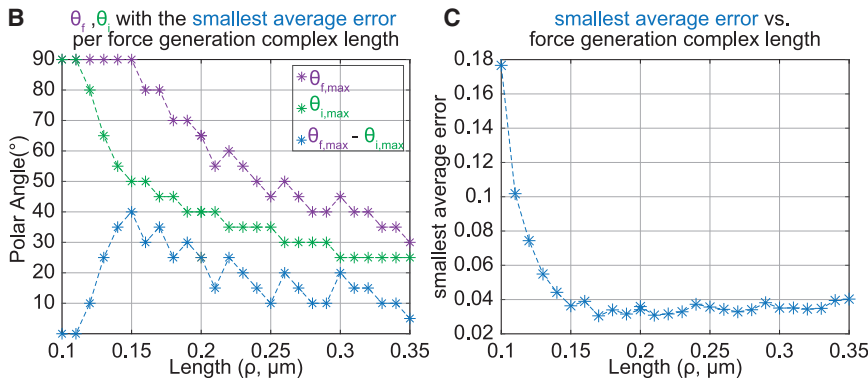 B
θf ,θi with the smallest average error
per force generation complex length
Polar Angle(°)
90
80
70
60
50
40
30
20
10
θf,max
θi,max
θf,max - θi,max
0.1 0.15 0.2 0.25 0.3 0.35
Length (ρ, μm)
C
smallest average error vs.
force generation complex length
smallest average error
0.18
0.16
0.14
0.12
0.1
0.08
0.06
0.04
0.02
0.1 0.15 0.2 0.25 0.3 0.35
Length (ρ, μm)